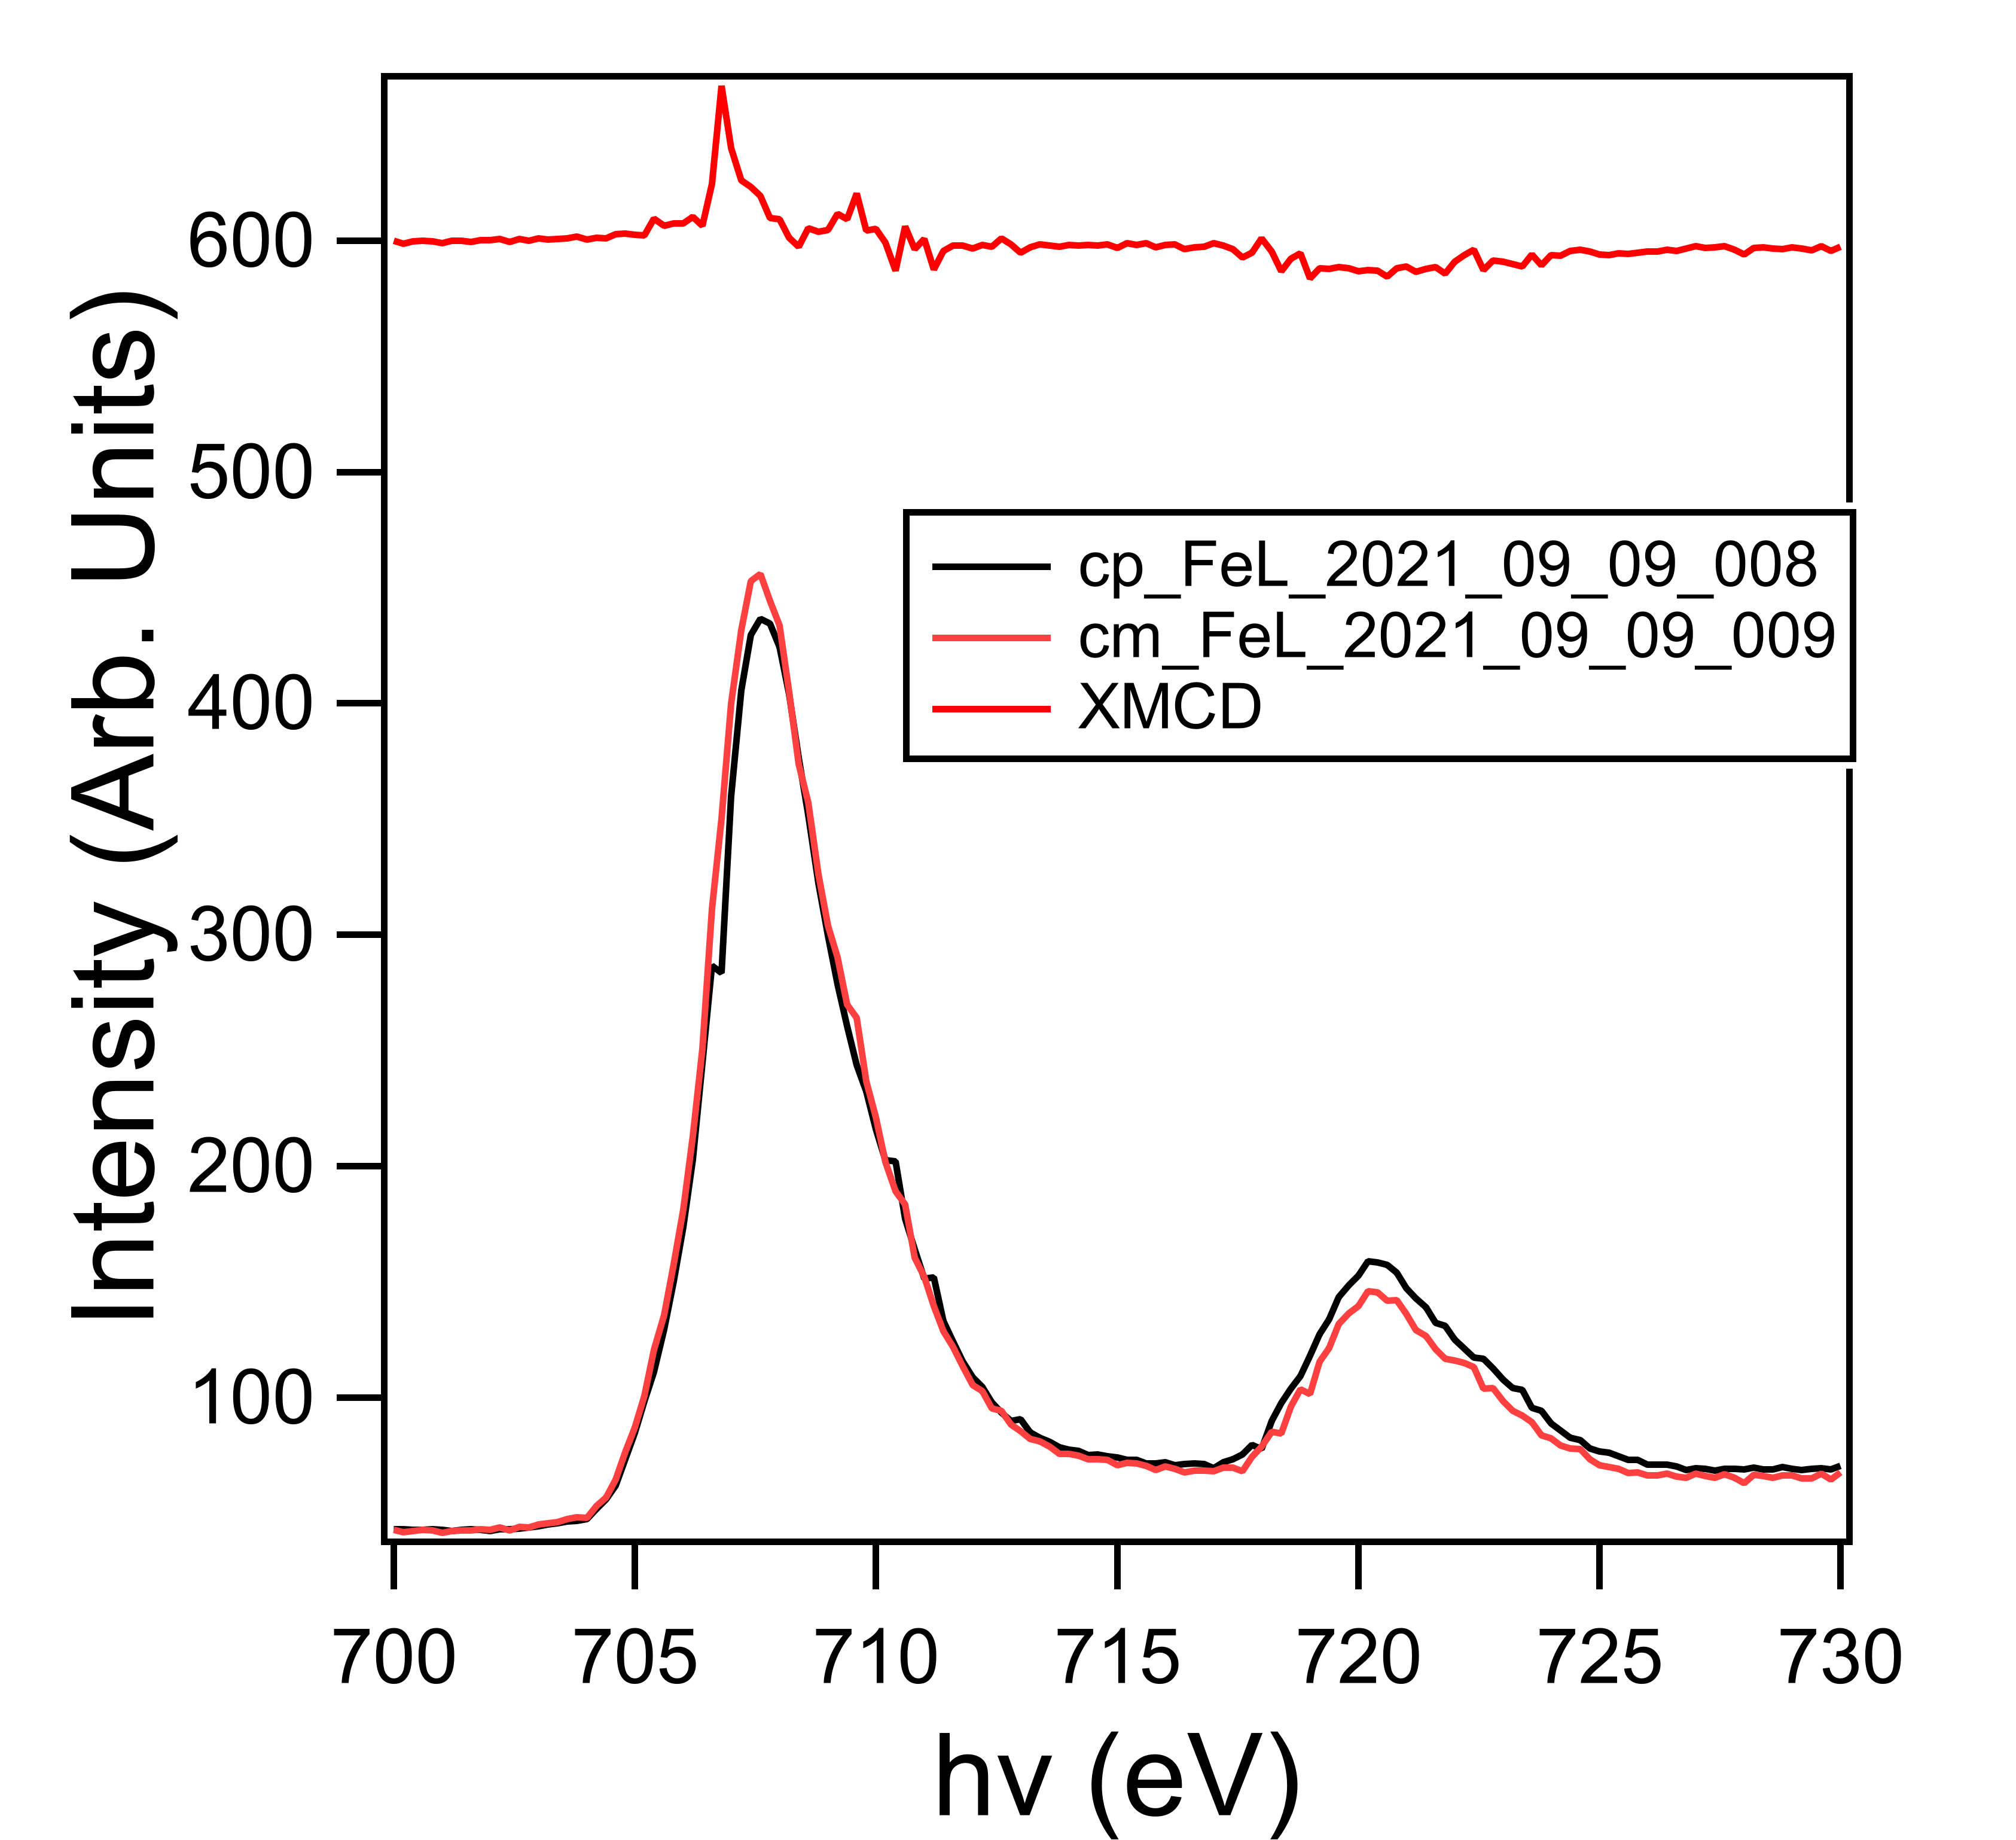 Intensity (Arb. Units)
600
500
400
300
200
100
cp_FeL_2021_09_09_008
cm_FeL_2021_09_09_009
XMCD
700 705 710 715 720 725 730
hv (eV)